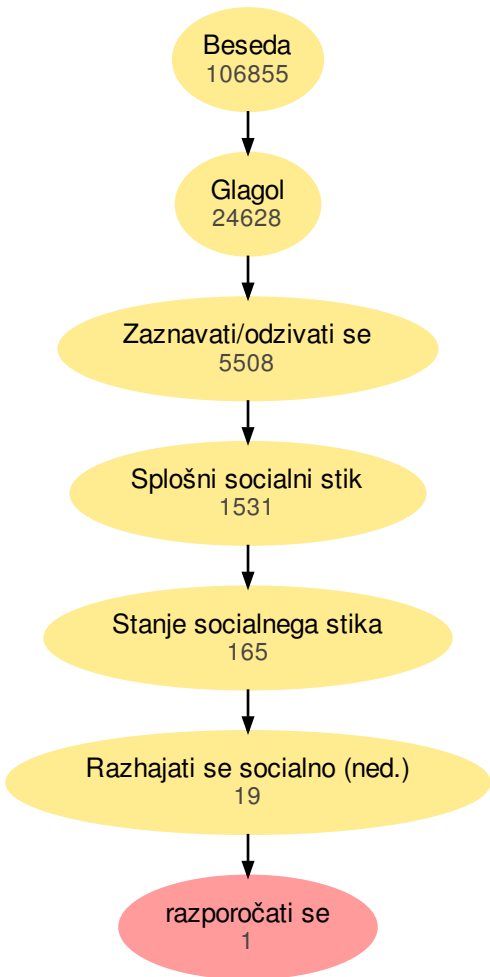 Beseda
106855
Glagol
24628
Zaznavati/odzivati se
5508
Splošni socialni stik
1531
Stanje socialnega stika
165
Razhajati se socialno (ned.)
19
razporočati se
1